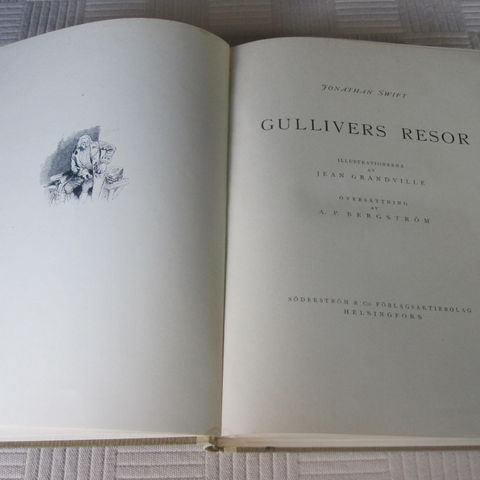 JONATHAN SWIFT
GULLIVERS RESOR
ILLUSTRATIONERNA
AV
JEAN GRANDVILLE
ÖVERSÄTTNING
AV
A. P. BERGSTRÖM
SÖDERSTRÖM & Co FÖRLAGSAKTIEBOLAG
HELSINGFORS